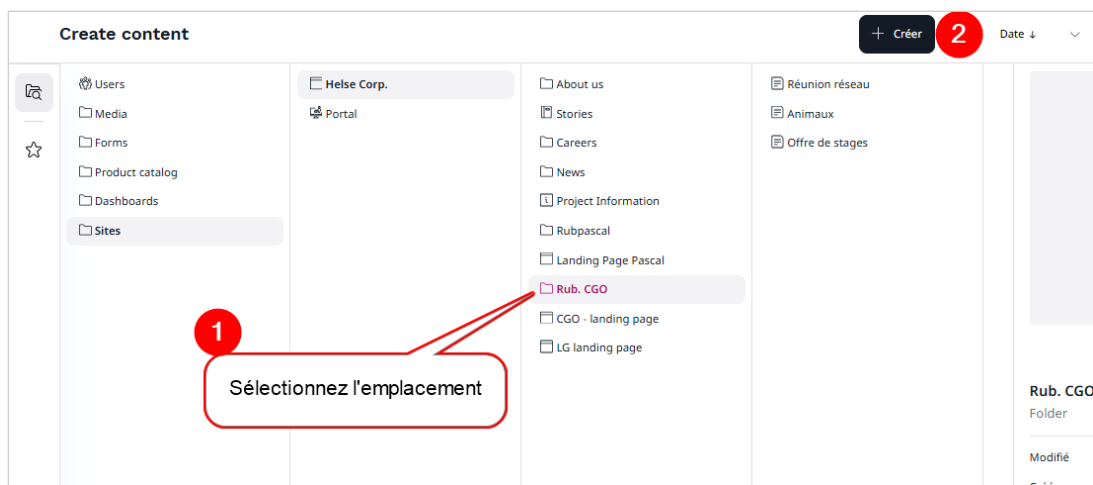 Create content
Créer
2
Date ↓
Users
Media
Forms
Product catalog
Dashboards
Sites
Helse Corp.
Portal
About us
Stories
Careers
News
Project Information
Rubpascal
Landing Page Pascal
Rub. CGO
CGO - landing page
LG landing page
Réunion réseau
Animaux
Offre de stages
1
Sélectionnez l'emplacement
Rub. CGO
Folder
Modifié